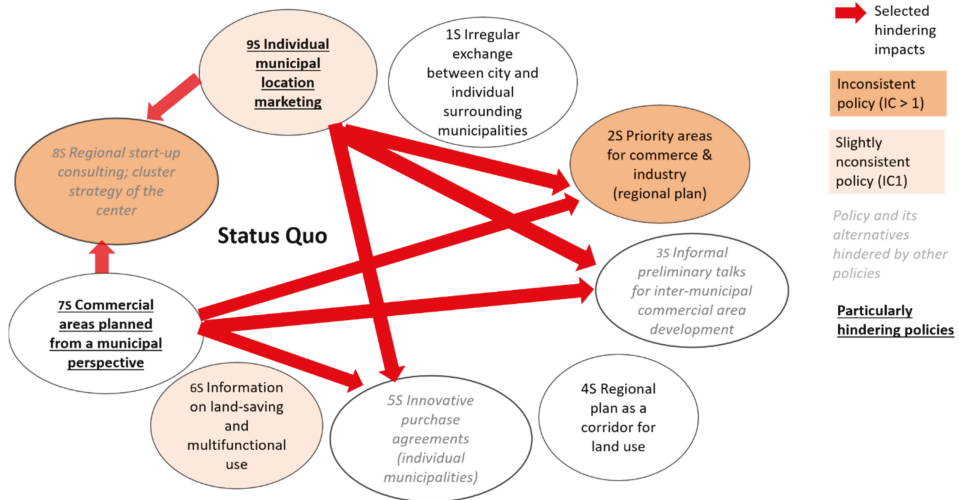 9S Individual
municipal
location
marketing
1S Irregular
exchange
between city and
individual
surrounding
municipalities
2S Priority areas
for commerce &
industry
(regional plan)
8S Regional start-up
consulting; cluster
strategy of the
center
Status Quo
3S Informal
preliminary talks
for inter-municipal
commercial area
development
7S Commercial
areas planned
from a municipal
perspective
6S Information
on land-saving
and
multifunctional
use
5S Innovative
purchase
agreements
(individual
municipalities)
4S Regional
plan as a
corridor for
land use
Selected
hindering
impacts
Inconsistent
policy (IC > 1)
Slightly
nconsistent
policy (IC1)
Policy and its
alternatives
hindered by other
policies
Particularly
hindering policies